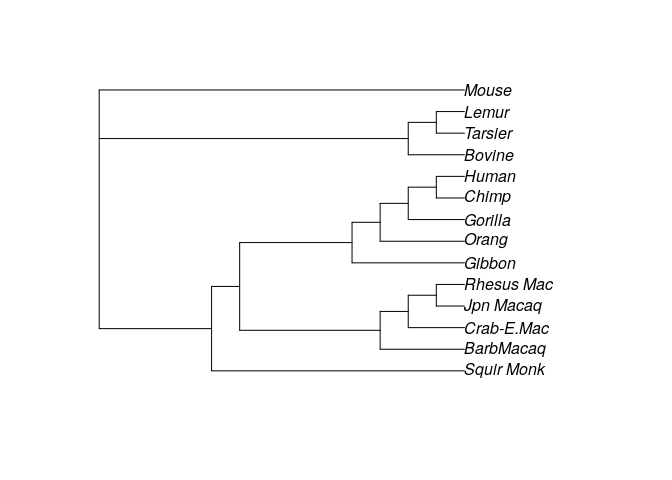 Mouse
Lemur
Tarsier
Bovine
Human
Chimp
Gorilla
Orang
Gibbon
Rhesus Mac
Jpn Macaq
Crab-E.Mac
BarbMacaq
Squir Monk